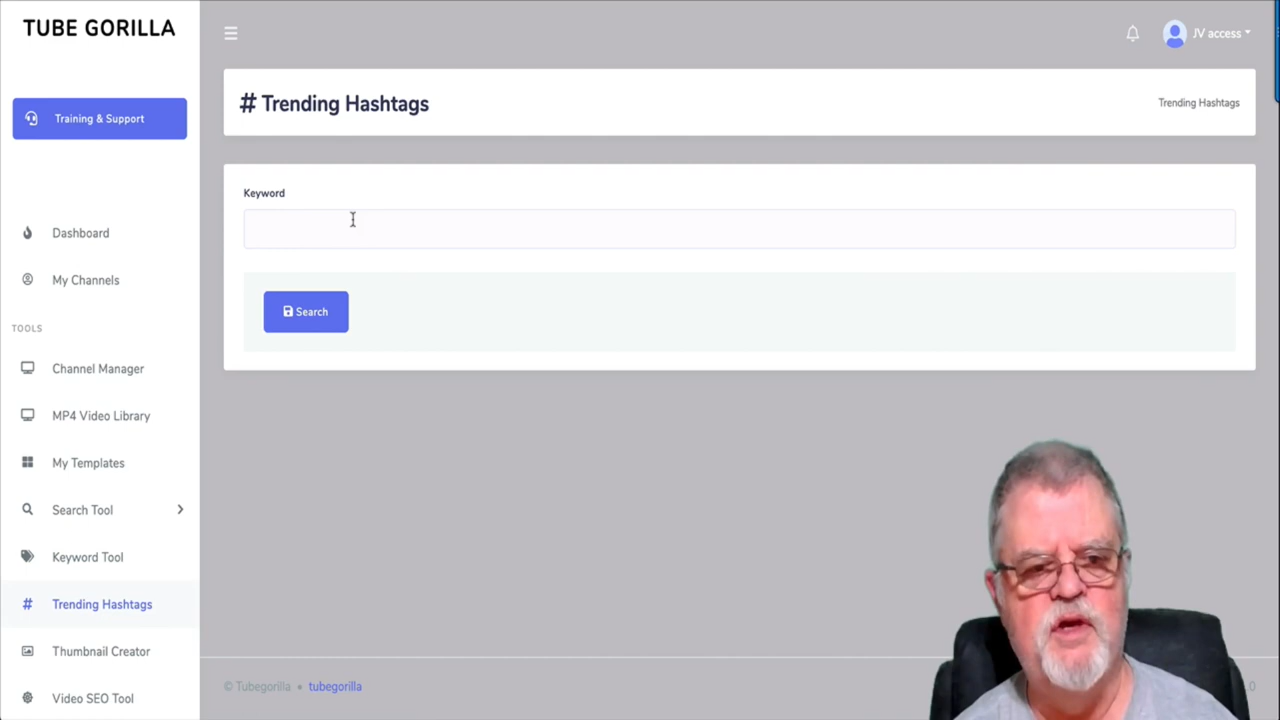 TUBE GORILLA
JV access
Training & Support
# Trending Hashtags
Trending Hashtags
Keyword
Search
Dashboard
My Channels
TOOLS
Channel Manager
MP4 Video Library
My Templates
Search Tool
Keyword Tool
# Trending Hashtags
Thumbnail Creator
Video SEO Tool
© Tubegorilla • tubegorilla
0